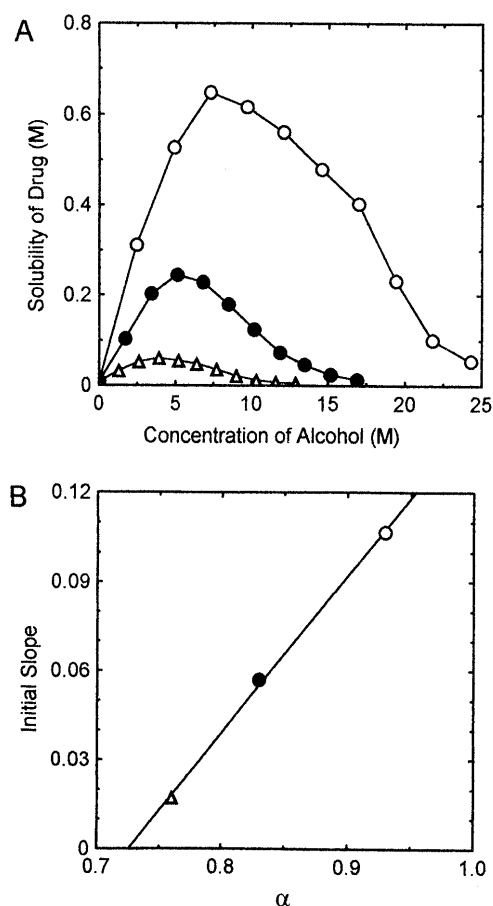 A
0.8
0.6
0.4
0.2
0
Solubility of Drug (M)
0 5 10 15 20 25
Concentration of Alcohol (M)
B
0.12
0.09
0.06
0.03
0
Initial Slope
0.7 0.8 0.9 1.0
α